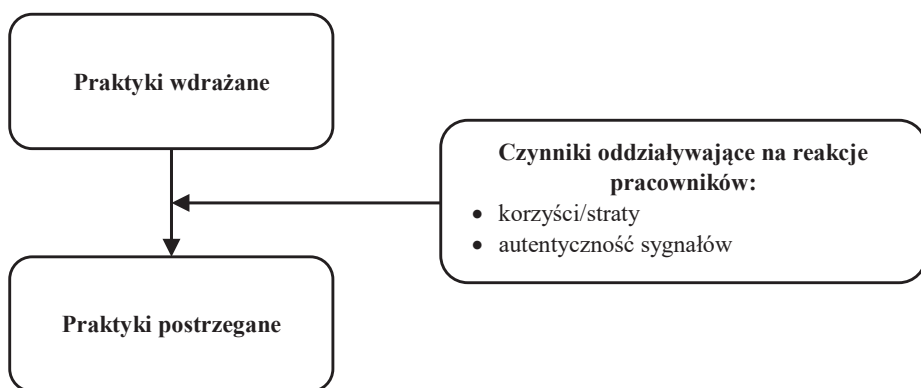 Praktyki wdrażane
Czynniki oddziaływające na reakcje
pracowników:
• korzyści/straty
• autentyczność sygnałów
Praktyki postrzegane